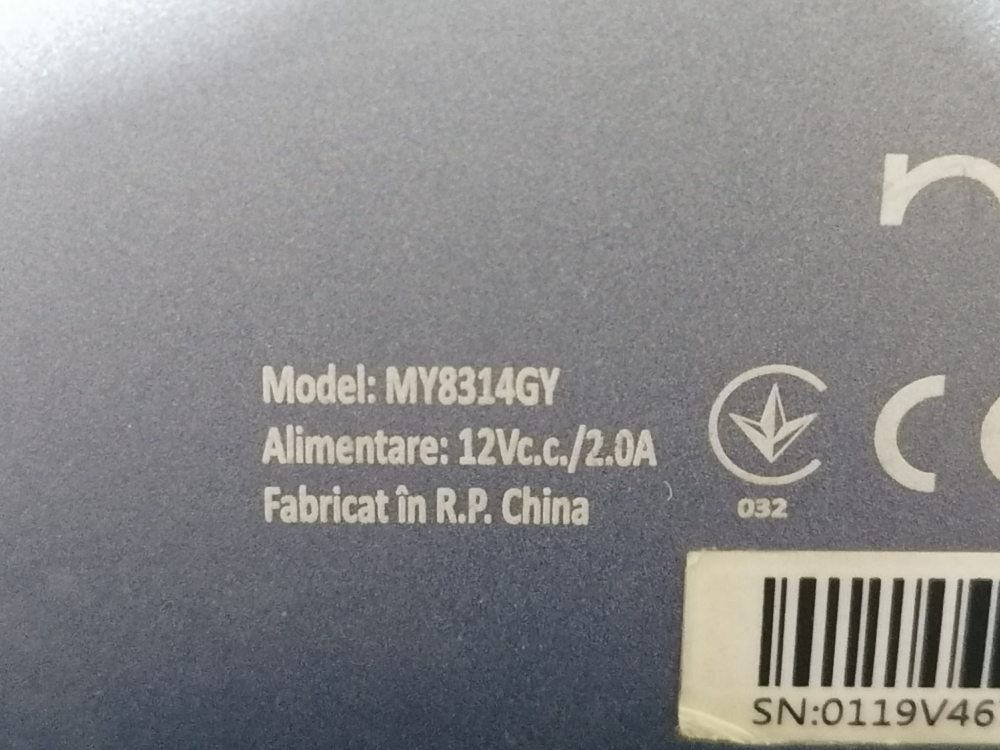 Model: MY8314GY
Alimentare: 12Vc.c./2.0A
Fabricat în R.P. China
032
SN:0119V46